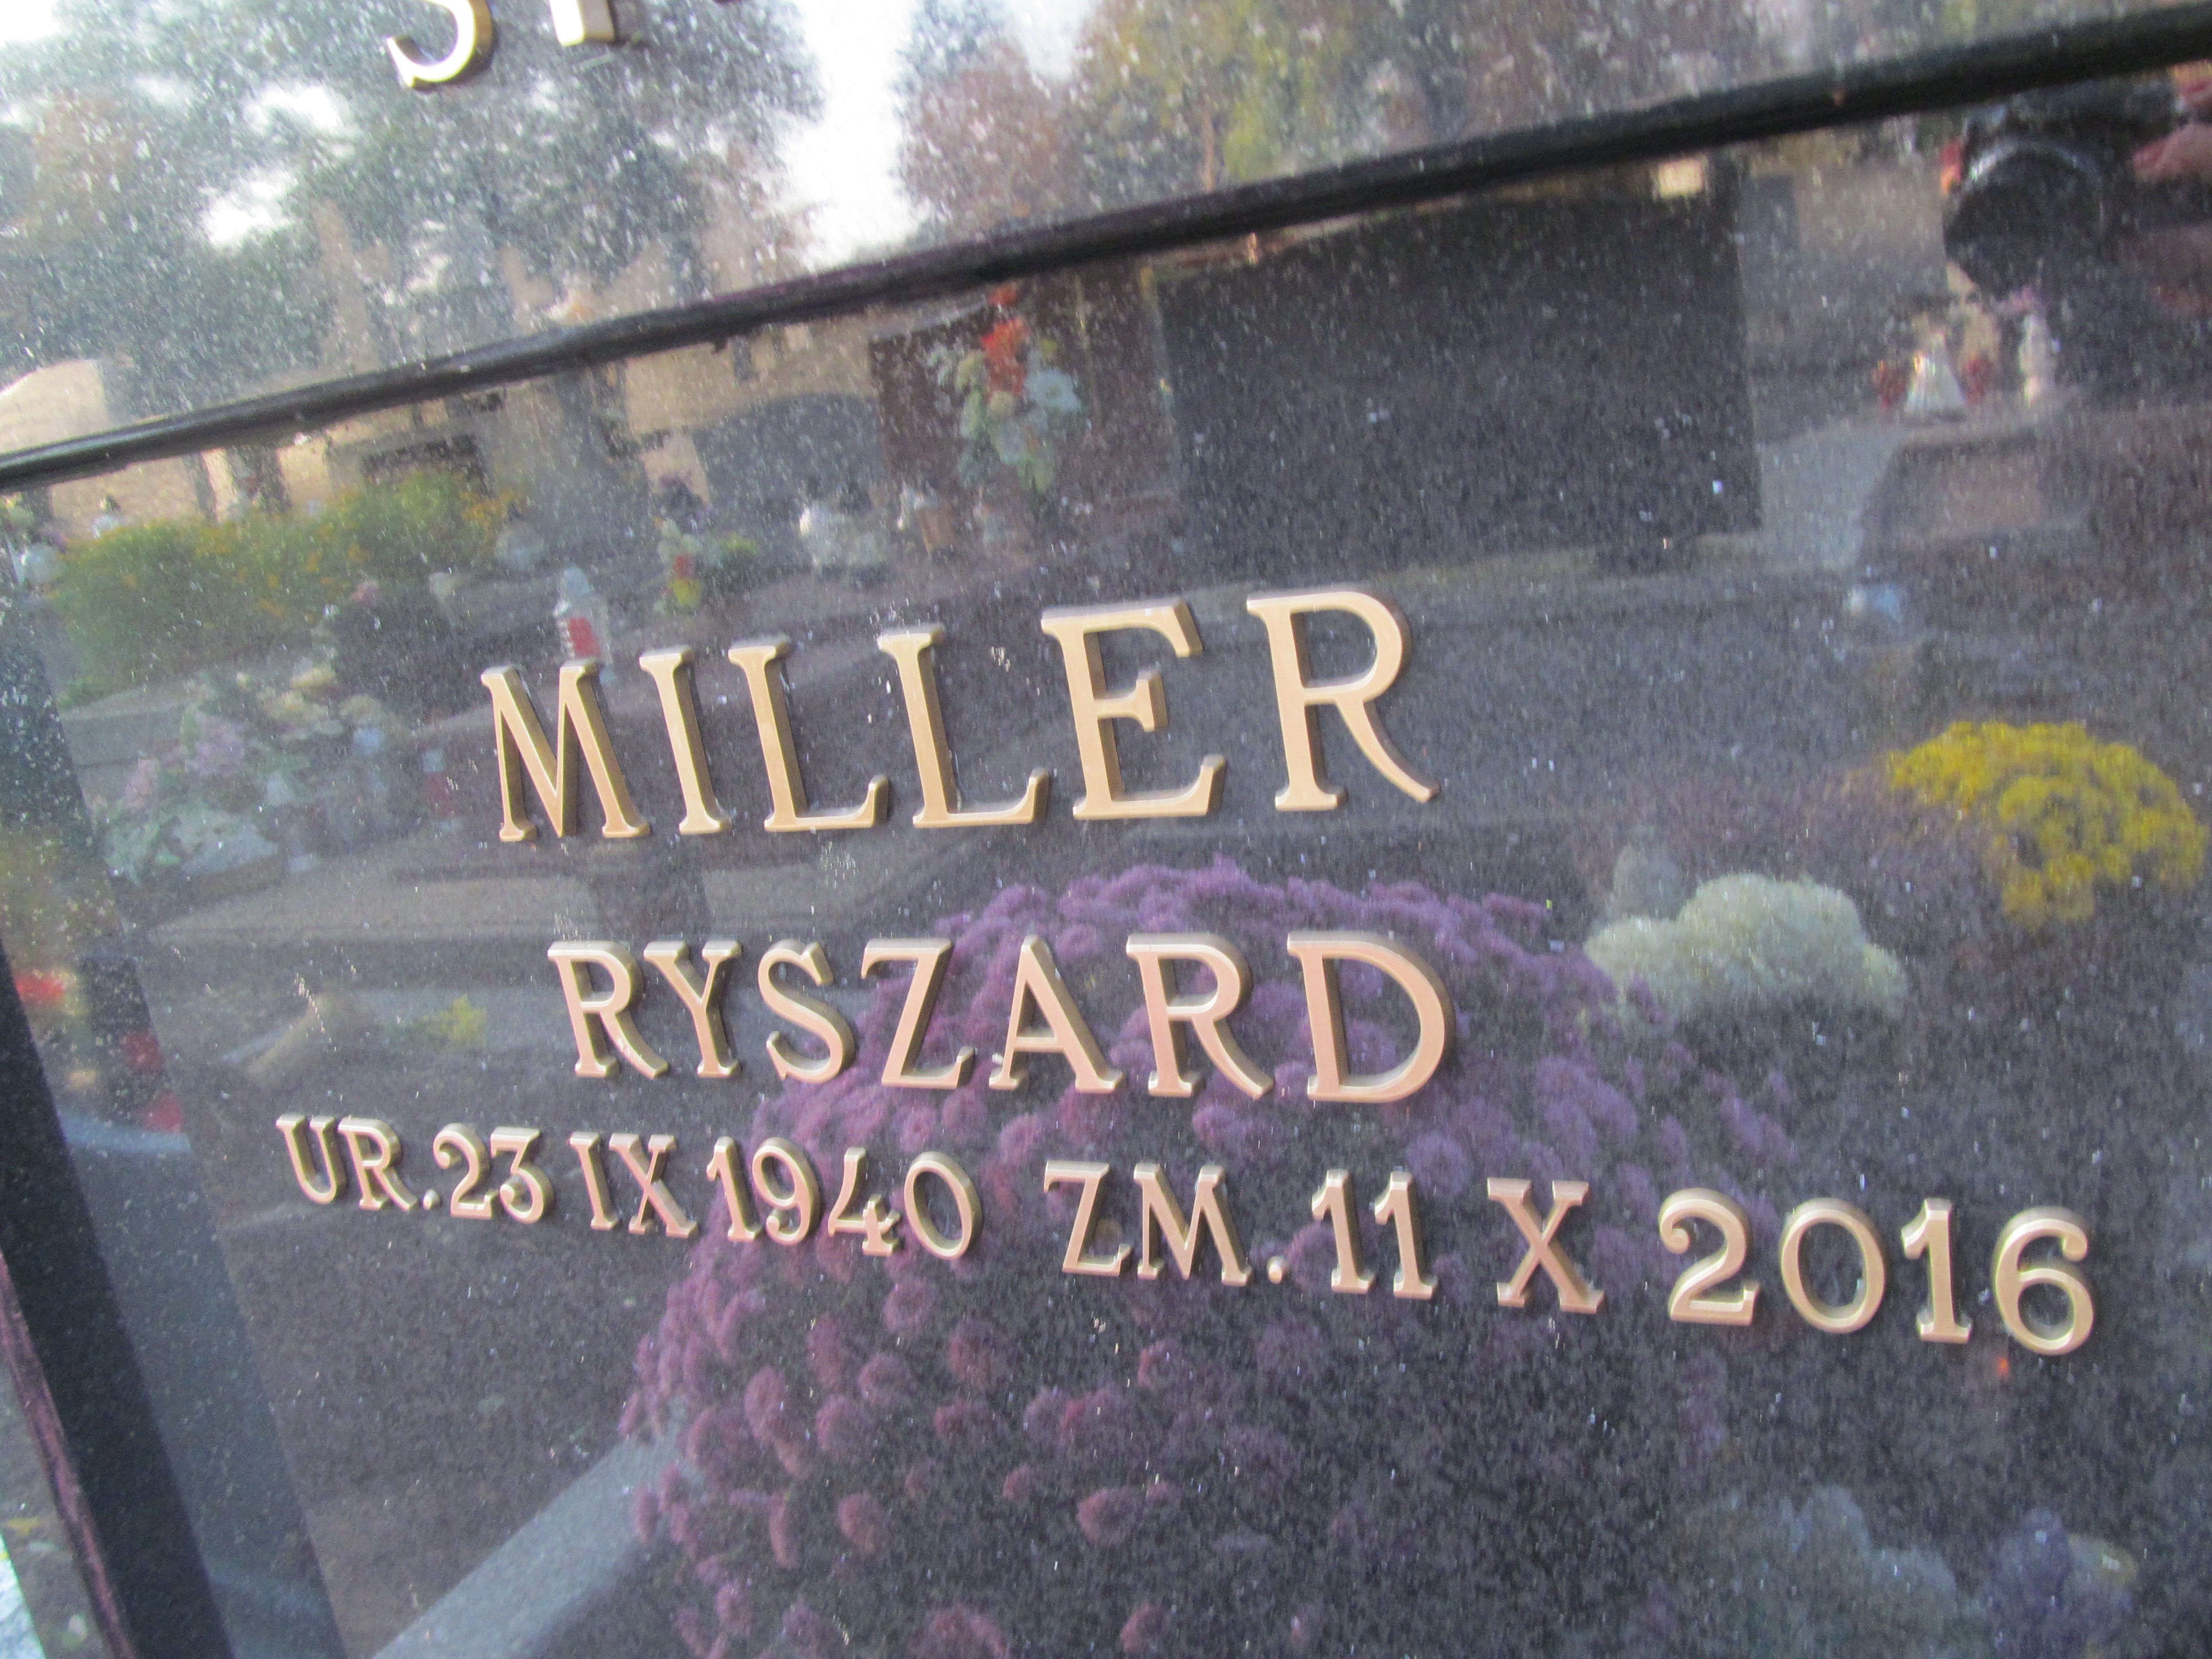 MILLER
RYSZARD
UR.23 IX 1940 ZM.11 X 2016